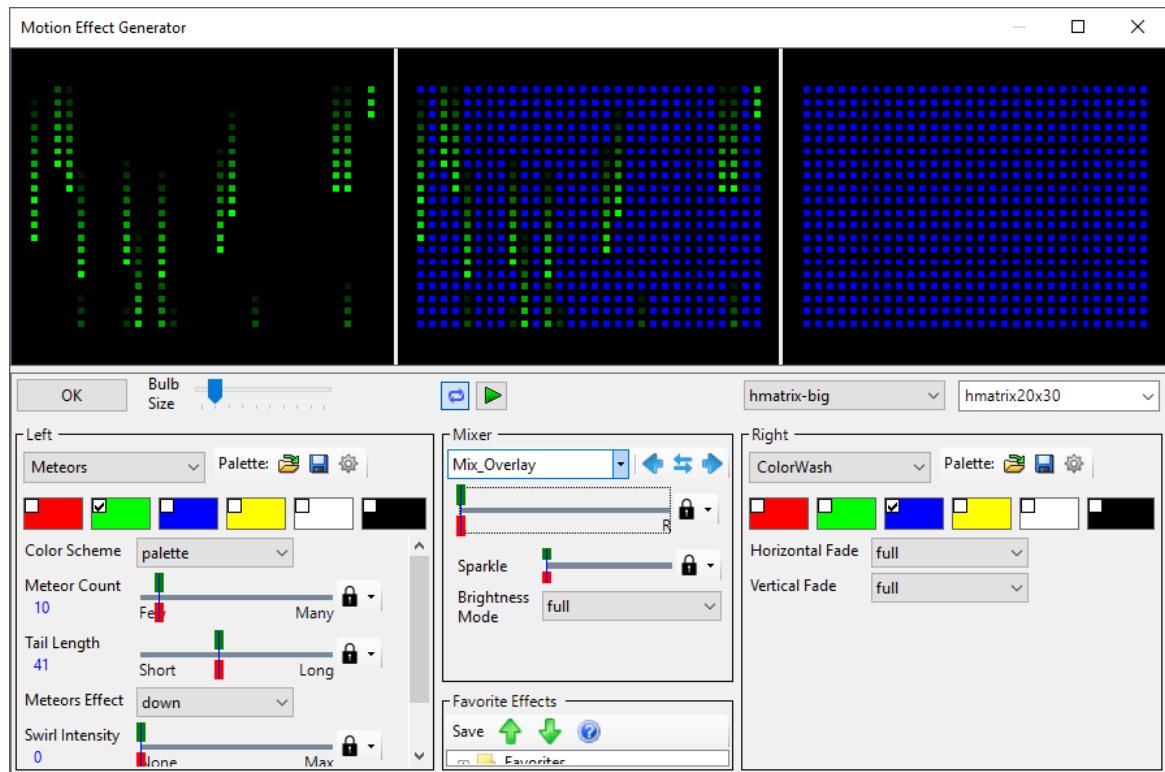 Motion Effect Generator
OK
Bulb
Size
hmatrix-big
hmatrix20x30
Left
Meteors
Palette:
Color Scheme
palette
Meteor Count
10
Few
Many
Tail Length
41
Short
Long
Meteors Effect
down
Swirl Intensity
0
None
Max
Mixer
Mix_Overlay
R
Sparkle
Brightness
Mode
full
Favorite Effects
Save
Favorites
Right
ColorWash
Palette:
Horizontal Fade
full
Vertical Fade
full